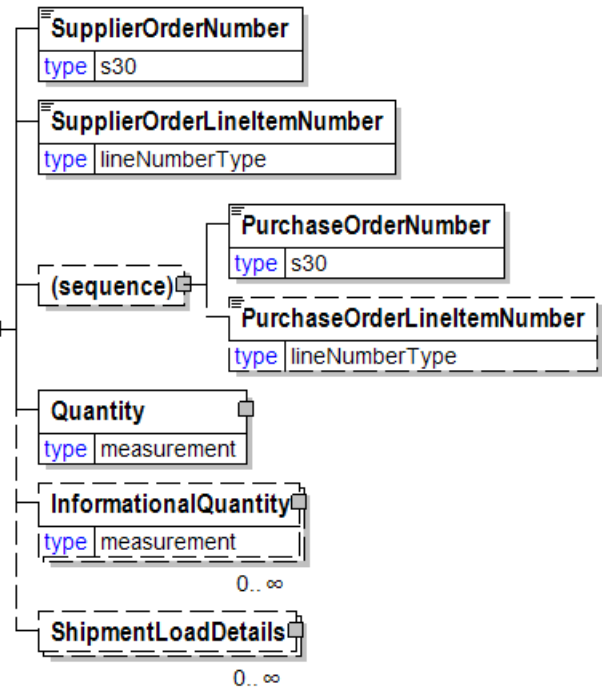 SupplierOrderNumber
type s30
SupplierOrderLineItemNumber
type lineNumberType
(sequence)
PurchaseOrderNumber
type s30
PurchaseOrderLineItemNumber
type lineNumberType
Quantity
type measurement
InformationalQuantity
type measurement
0.. ∞
ShipmentLoadDetails
0.. ∞